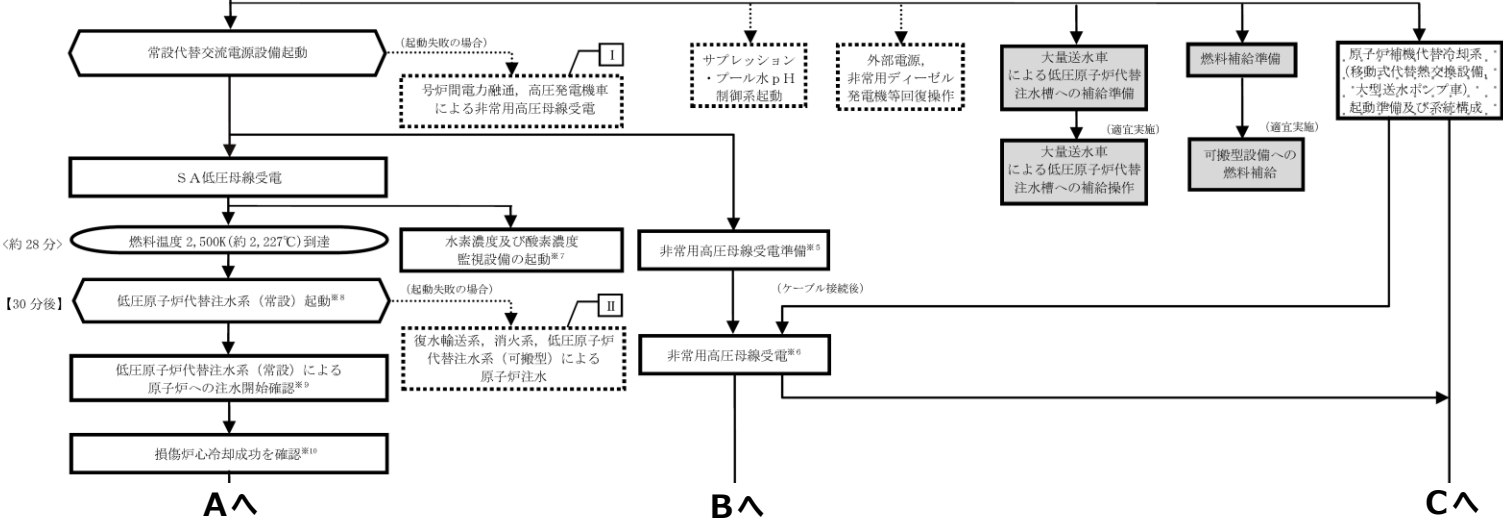 常設代替交流電源設備起動
(起動失敗の場合)
Ⅰ
号炉間電力融通，高圧発電機車
による非常用高圧母線受電
サプレッション
・プール水ｐH
制御系起動
外部電源，
非常用ディーゼル
発電機等回復操作
大量送水車
による低圧原子炉代替
注水槽への補給準備
(適宜実施)
大量送水車
による低圧原子炉代替
注水槽への補給操作
燃料補給準備
(適宜実施)
可搬型設備への
燃料補給
原子炉補機代替冷却系
(移動式代替熱交換設備，
大型送水ポンプ車)
起動準備及び系統構成
ＳＡ低圧母線受電
〈約 28 分〉
燃料温度 2,500K(約 2,227℃)到達
水素濃度及び酸素濃度
監視設備の起動※7
非常用高圧母線受電準備※5
【30 分後】
低圧原子炉代替注水系（常設）起動※8
(起動失敗の場合)
Ⅱ
復水輸送系，消火系，低圧原子炉
代替注水系（可搬型）による
原子炉注水
(ケーブル接続後)
非常用高圧母線受電※6
低圧原子炉代替注水系（常設）による
原子炉への注水開始確認※9
損傷炉心冷却成功を確認※10
Aへ
Bへ
Cへ